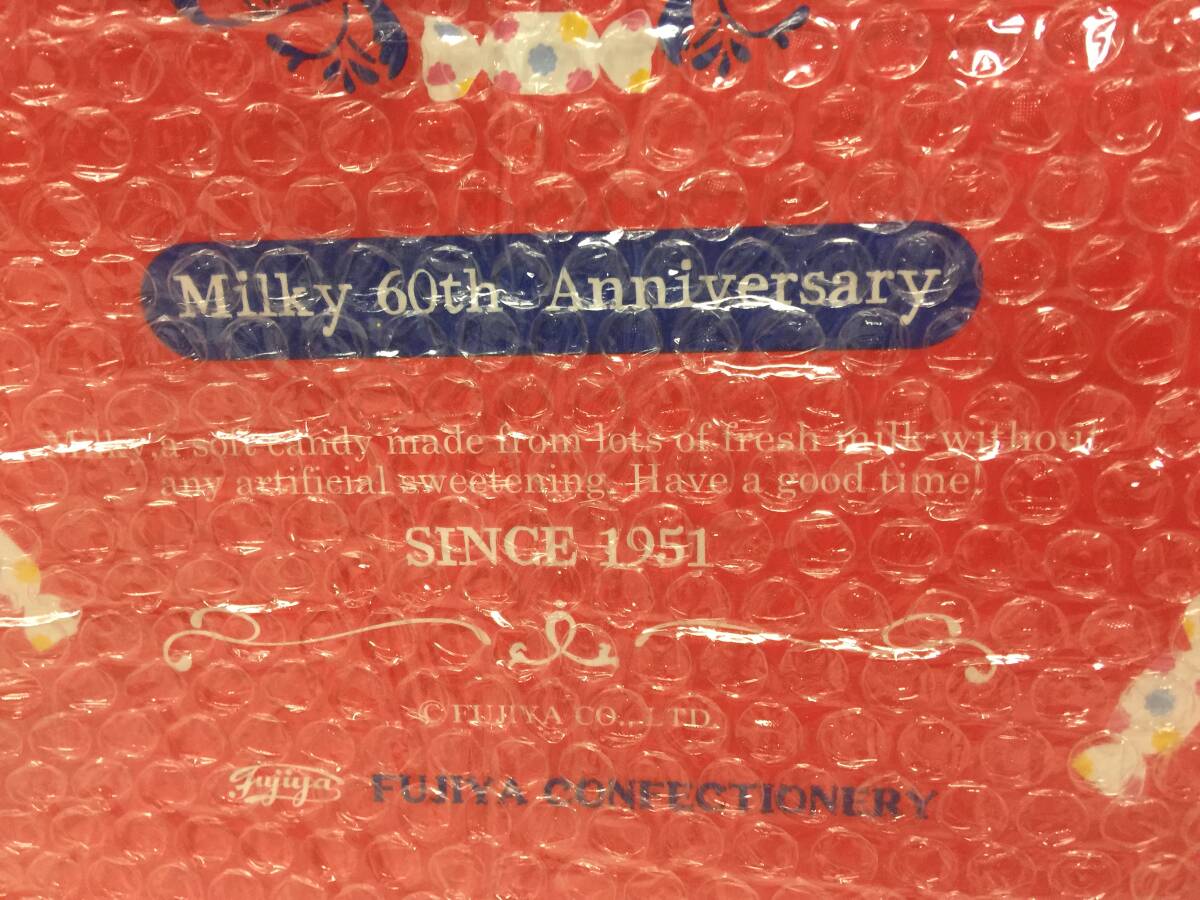 Milky 60th Anniversary
Milky, a soft candy made from lots of fresh milk without
any artificial sweetening. Have a good time!
SINCE 1951
© FUJIYA CO., LTD.
Fujiya FUJIYA CONFECTIONERY